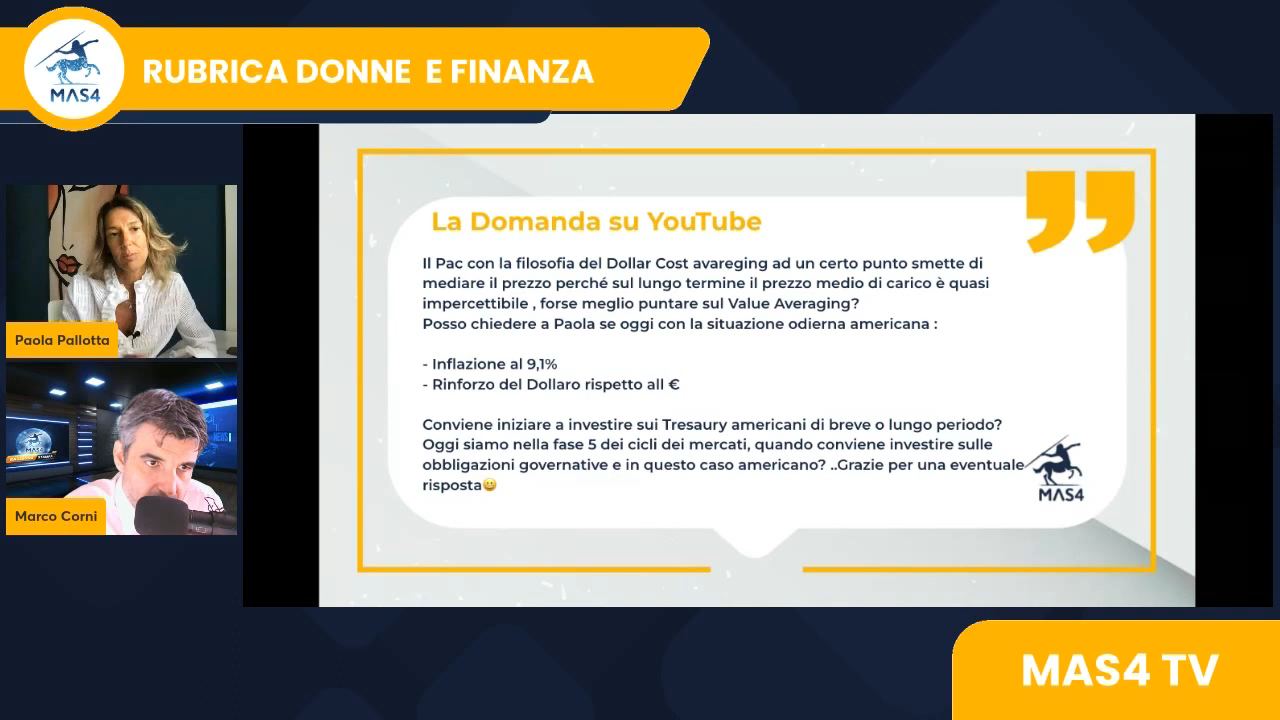 RUBRICA DONNE E FINANZA
MAS4
La Domanda su YouTube
Il Pac con la filosofia del Dollar Cost avareging ad un certo punto smette di
mediare il prezzo perché sul lungo termine il prezzo medio di carico è quasi
impercettibile , forse meglio puntare sul Value Averaging?
Posso chiedere a Paola se oggi con la situazione odierna americana :
- Inflazione al 9,1%
- Rinforzo del Dollaro rispetto all €
Conviene iniziare a investire sui Tresaury americani di breve o lungo periodo?
Oggi siamo nella fase 5 dei cicli dei mercati, quando conviene investire sulle
obbligazioni governative e in questo caso americano? ..Grazie per una eventuale
risposta😀
MAS4
Paola Pallotta
Marco Corni
MAS4 TV